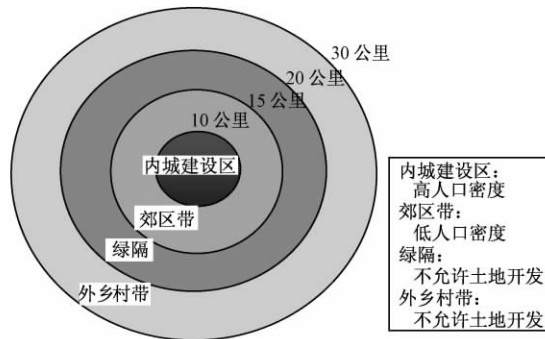 30 公里
20 公里
15 公里
10 公里
内城建设区
郊区带
绿隔
外乡村带
内城建设区：
高人口密度
郊区带：
低人口密度
绿隔：
不允许土地开发
外乡村带：
不允许土地开发